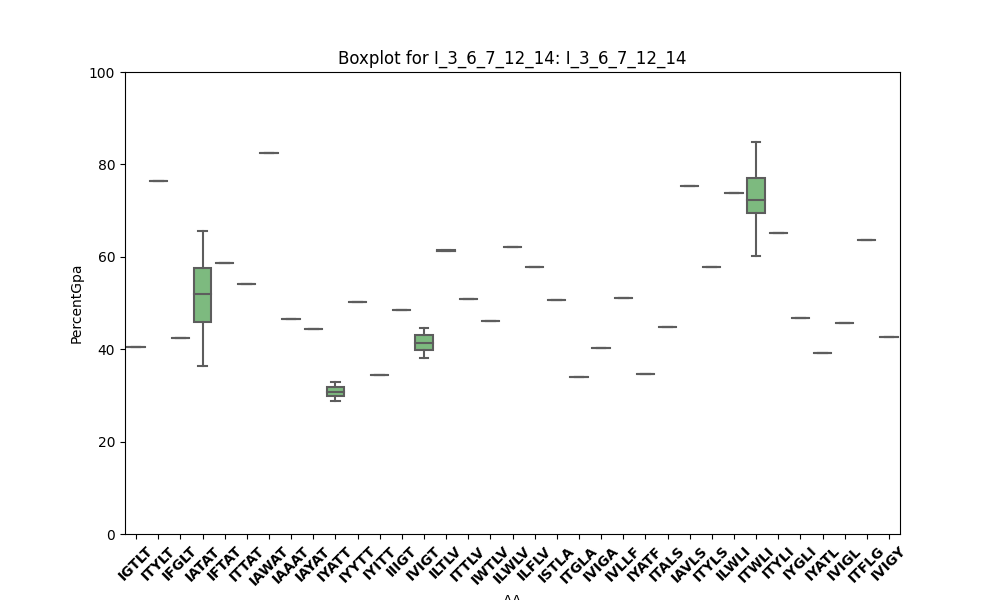 Boxplot for I_3_6_7_12_14: I_3_6_7_12_14
PercentGpa
100
80
60
40
20
0
IGTLT
ITYLT
IFGLT
IATAT
IFTAT
ITTAT
IAWAT
IAAAT
IAYAT
IYATT
IYYTT
IYITT
IIIGT
IVIGT
ILTLV
ITTLV
IWTLV
ILWLV
ILFLV
ISTLA
ITGLA
IVIGA
IVLLF
IYATF
ITALS
IAVLS
ITYLS
ILWLI
ITWLI
ITYLI
IYGLI
IYATL
IVIGL
ITFLG
IVIGY
AA